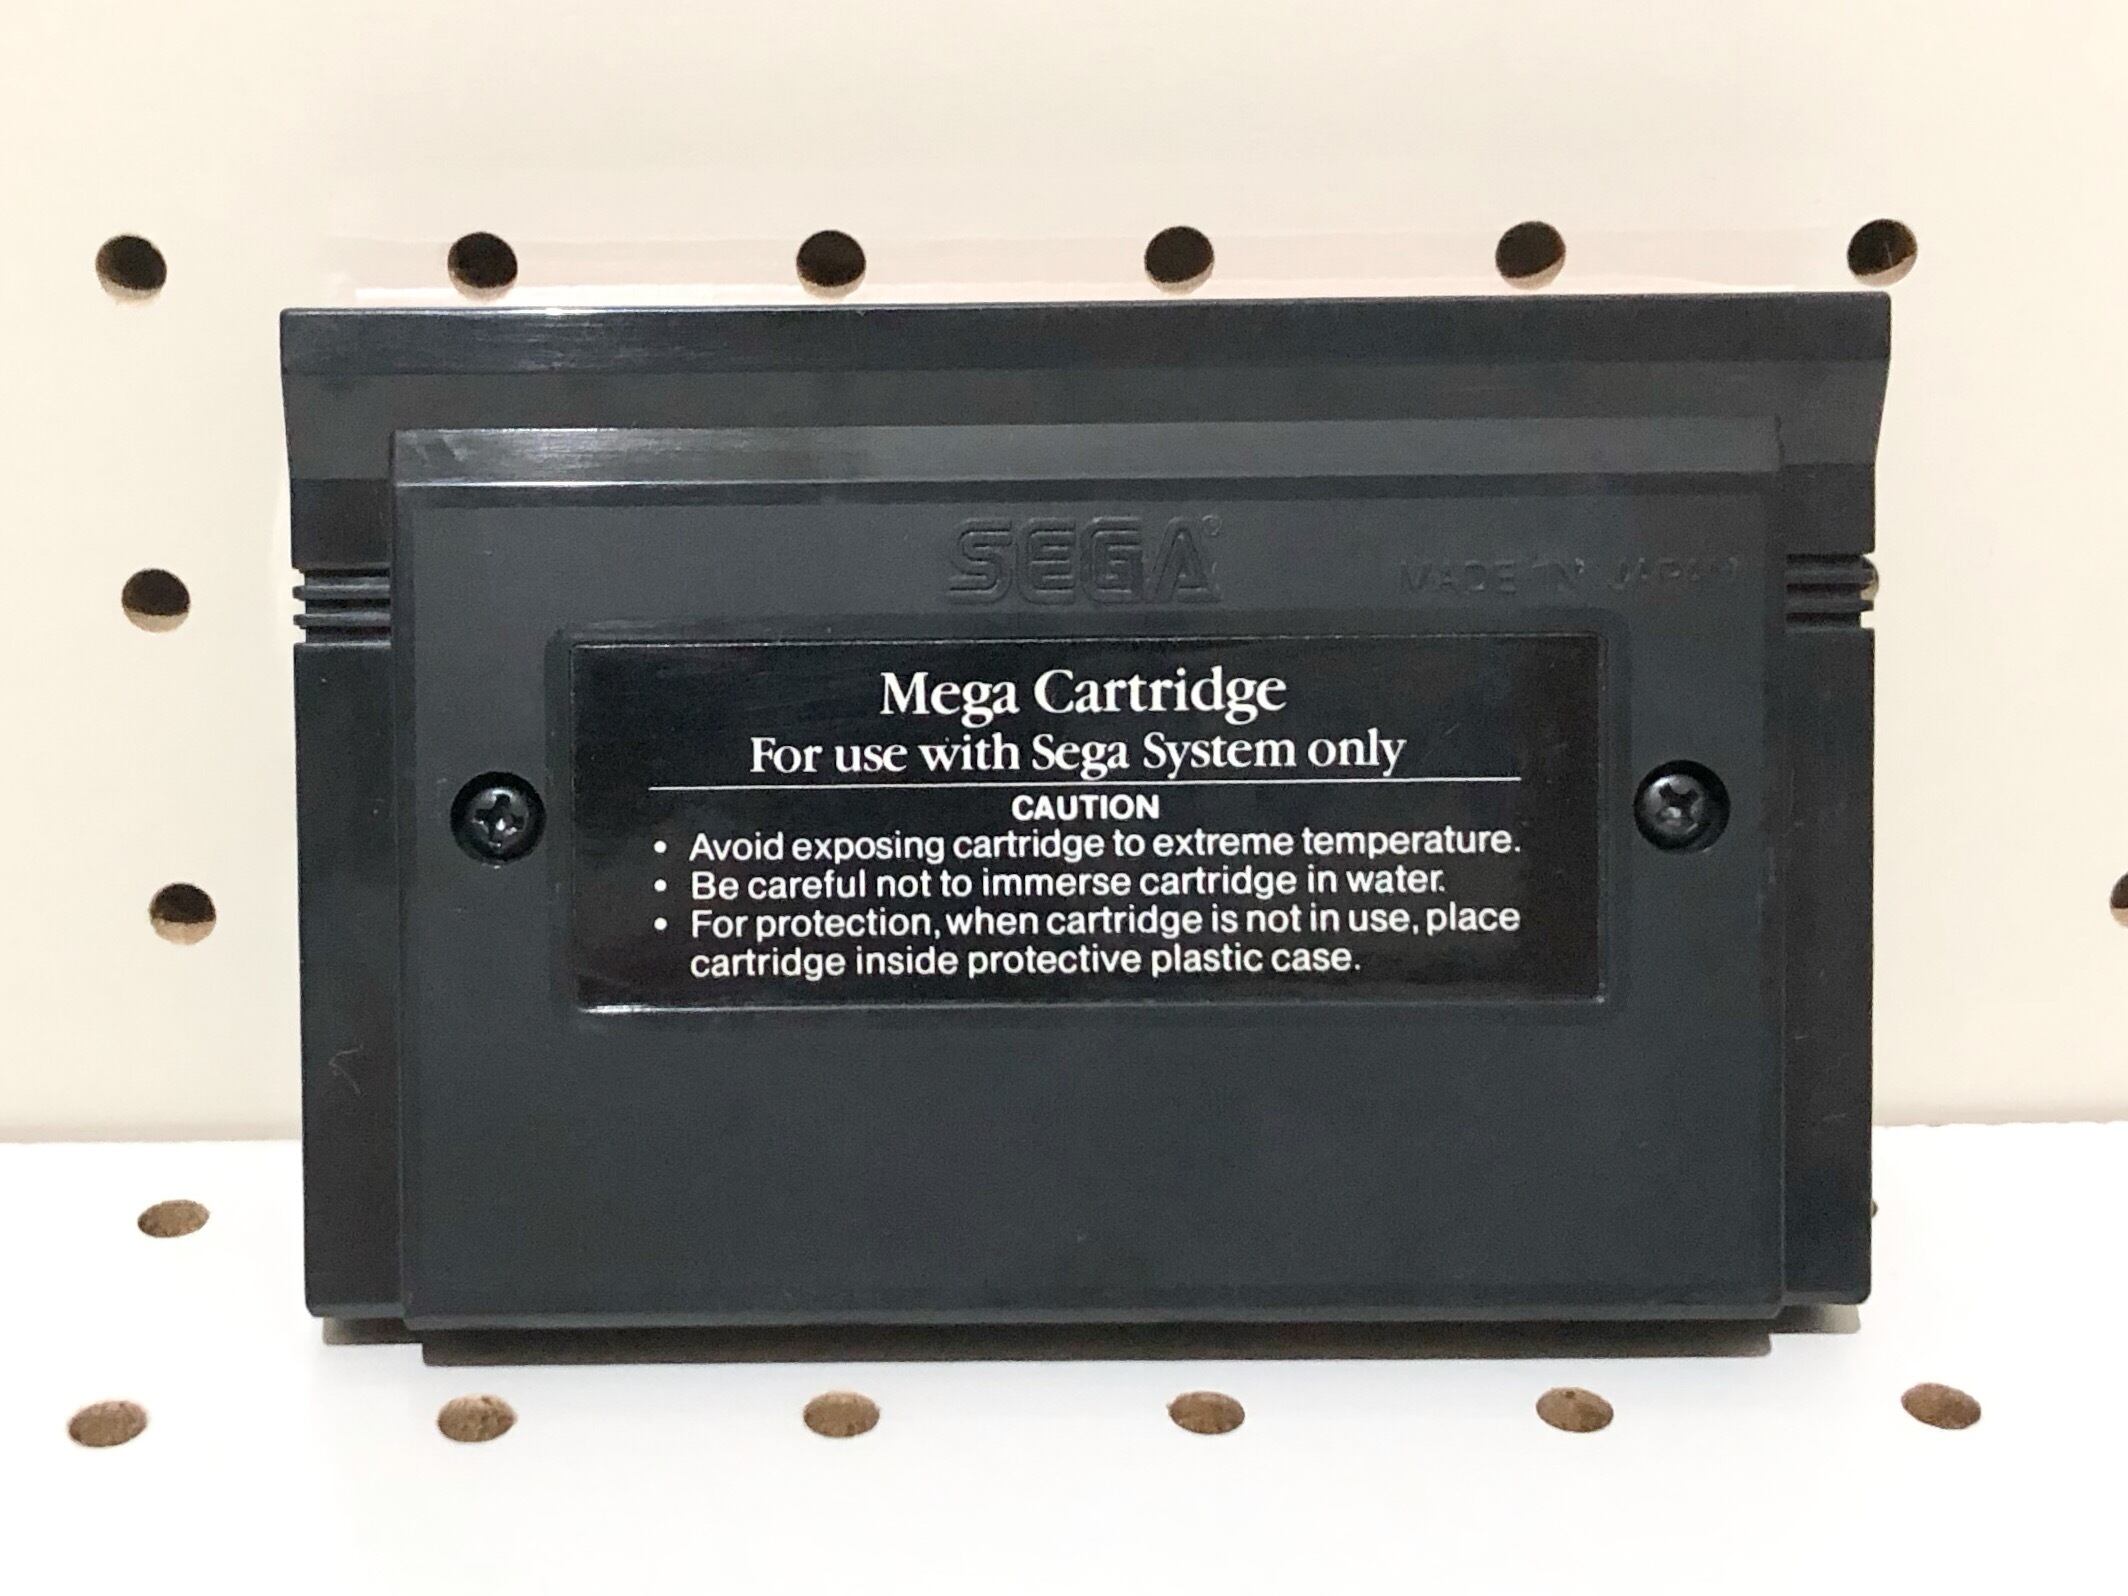 SEGA®
MADE IN JAPAN
Mega Cartridge
For use with Sega System only
CAUTION
• Avoid exposing cartridge to extreme temperature.
• Be careful not to immerse cartridge in water.
• For protection, when cartridge is not in use, place
cartridge inside protective plastic case.